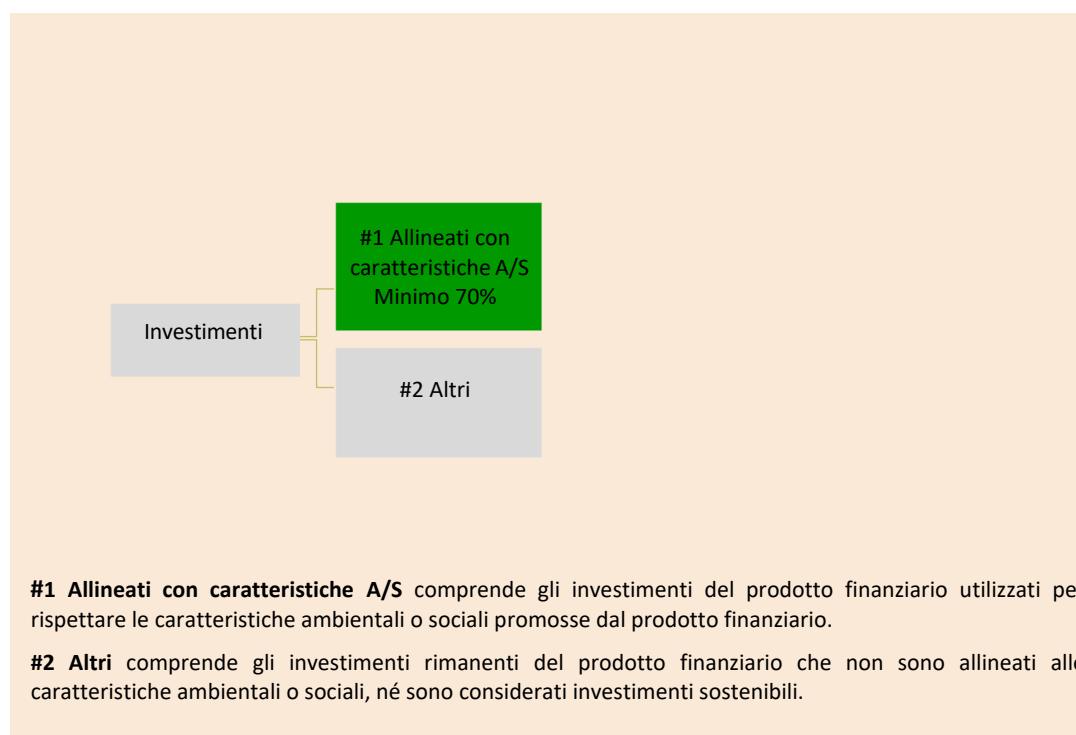 #1 Allineati con
caratteristiche A/S
Minimo 70%
Investimenti
#2 Altri
#1 Allineati con caratteristiche A/S comprende gli investimenti del prodotto finanziario utilizzati pe
rispettare le caratteristiche ambientali o sociali promosse dal prodotto finanziario.
#2 Altri comprende gli investimenti rimanenti del prodotto finanziario che non sono allineati alle
caratteristiche ambientali o sociali, né sono considerati investimenti sostenibili.